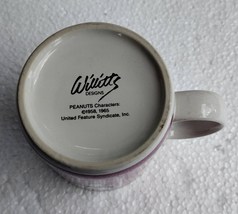 Willitts
DESIGNS
PEANUTS Characters:
©1958, 1965
United Feature Syndicate, Inc.